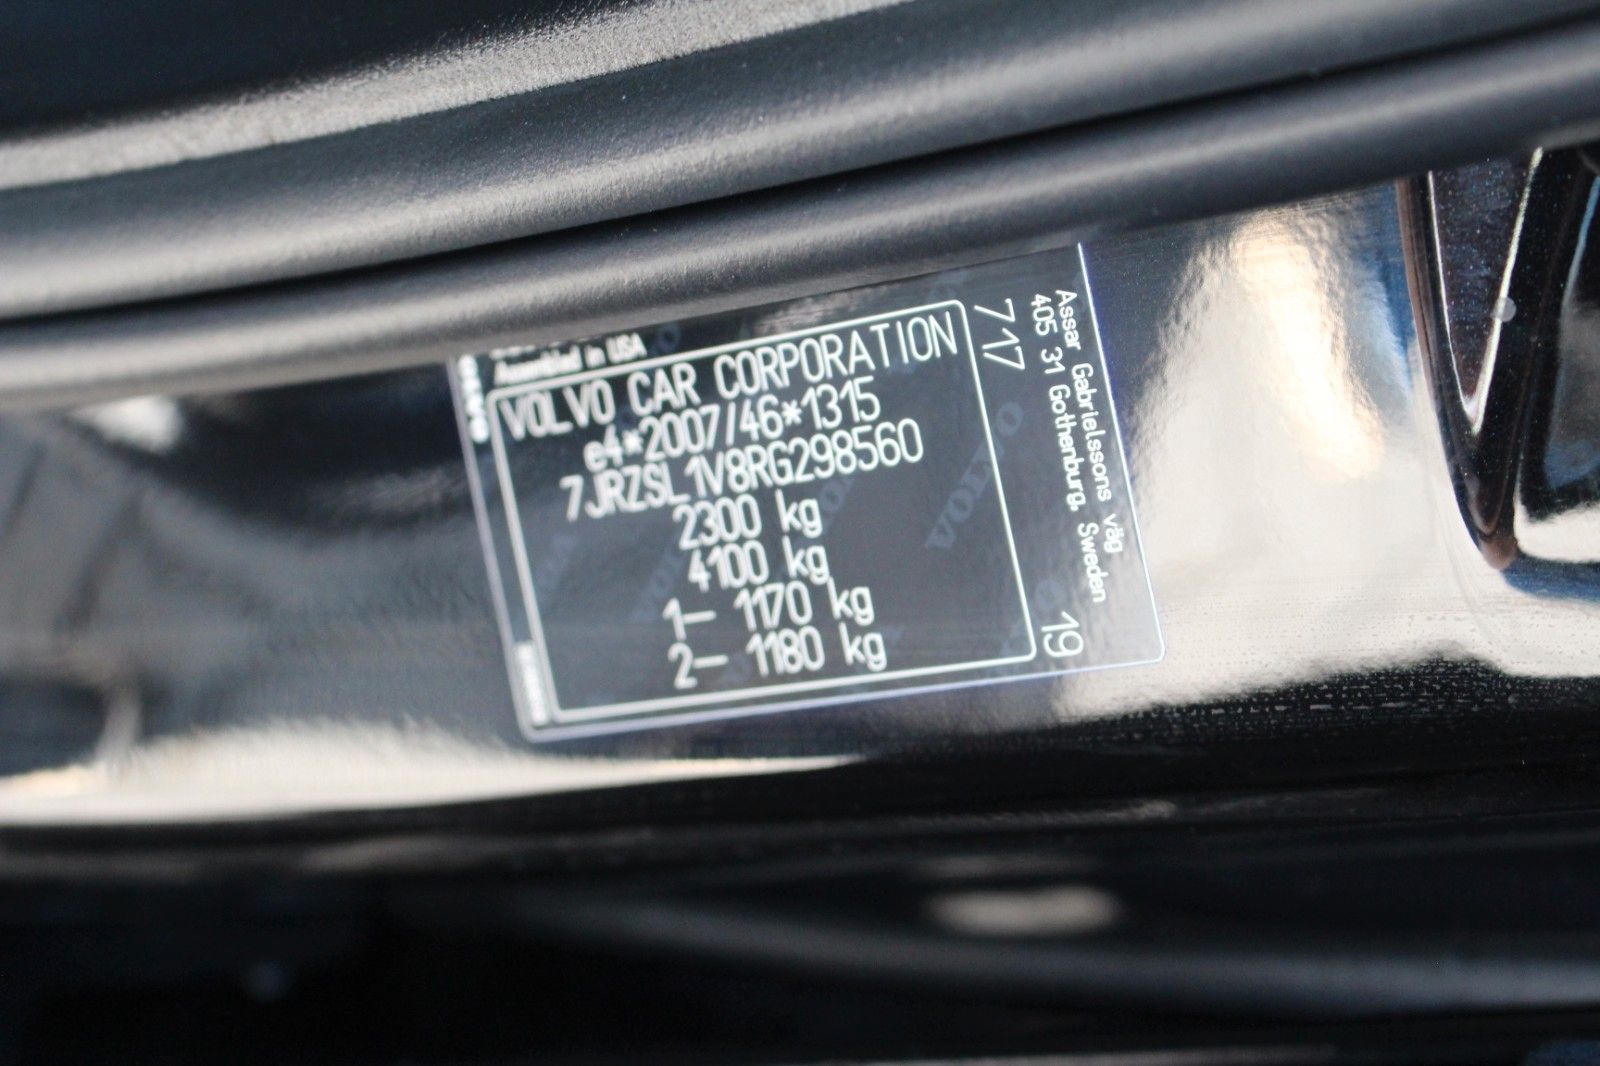 Assembled in USA
VOLVO CAR CORPORATION
e4*2007/46*1315
7JRZSL1V8RG298560
2300 kg
4100 kg
1– 1170 kg
2– 1180 kg
717
19
Assar Gabrielssons väg
405 31 Gothenburg, Sweden
VOLVO